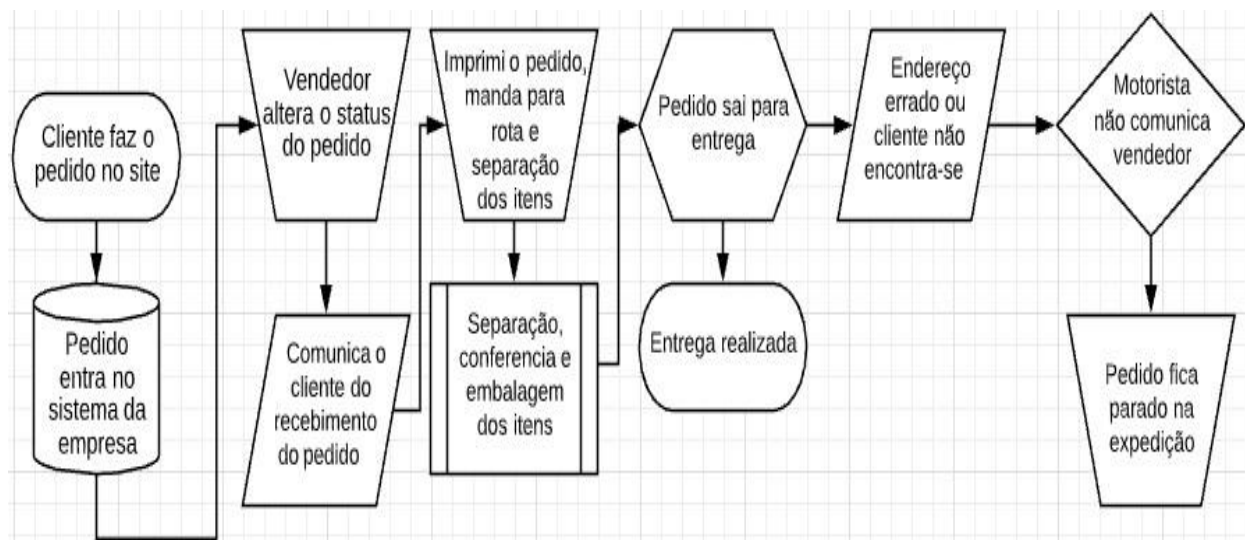 Cliente faz o
pedido no site
Pedido
entra no
sistema da
empresa
Vendedor
altera o status
do pedido
Comunica o
cliente do
recebimento
do pedido
Imprimi o pedido,
manda para
rota e
separação
dos itens
Separação,
conferencia e
embalagem
dos itens
Pedido sai para
entrega
Entrega realizada
Endereço
errado ou
cliente não
encontra-se
Motorista
não comunica
vendedor
Pedido fica
parado na
expedição